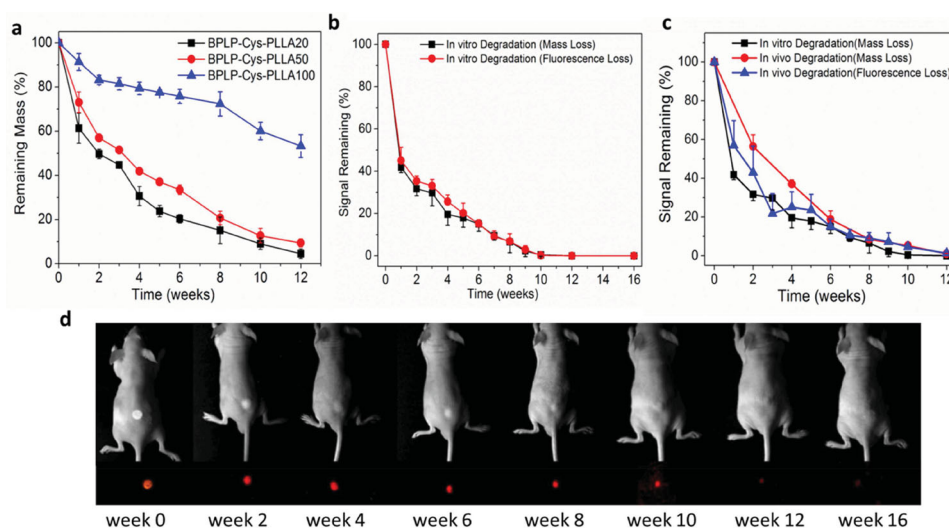 a
Remaining Mass (%)
100
80
60
40
20
0
BPLP-Cys-PLLA20
BPLP-Cys-PLLA50
BPLP-Cys-PLLA100
0 2 4 6 8 10 12
Time (weeks)
b
Signal Remaining (%)
100
80
60
40
20
0
In vitro Degradation (Mass Loss)
In vitro Degradation (Fluorescence Loss)
0 2 4 6 8 10 12 14 16
Time (weeks)
c
Signal Remaining (%)
100
80
60
40
20
0
In vitro Degradation(Mass Loss)
In vivo Degradation(Mass Loss)
In vivo Degradation(Fluorescence Loss)
0 2 4 6 8 10 12
Time (weeks)
d
week 0 week 2 week 4 week 6 week 8 week 10 week 12 week 16